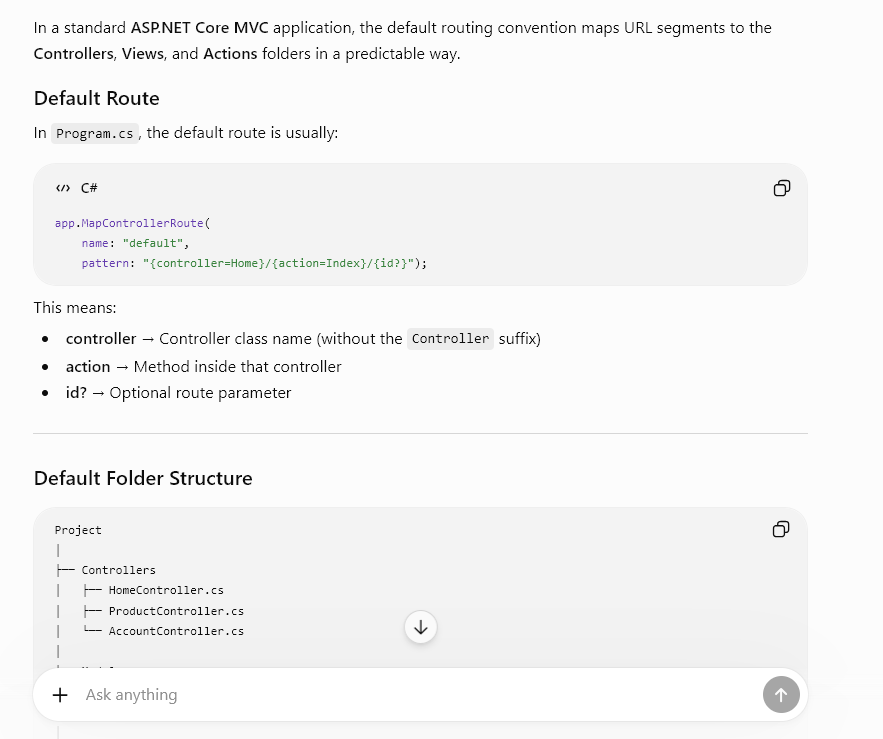 In a standard ASP.NET Core MVC application, the default routing convention maps URL segments to the
Controllers, Views, and Actions folders in a predictable way.
Default Route
In Program.cs, the default route is usually:
C#
app.MapControllerRoute(
    name: "default",
    pattern: "{controller=Home}/{action=Index}/{id?}");
This means:
• controller → Controller class name (without the Controller suffix)
• action → Method inside that controller
• id? → Optional route parameter
Default Folder Structure
Project
│
├── Controllers
│   ├── HomeController.cs
│   ├── ProductController.cs
│   └── AccountController.cs
│
Ask anything